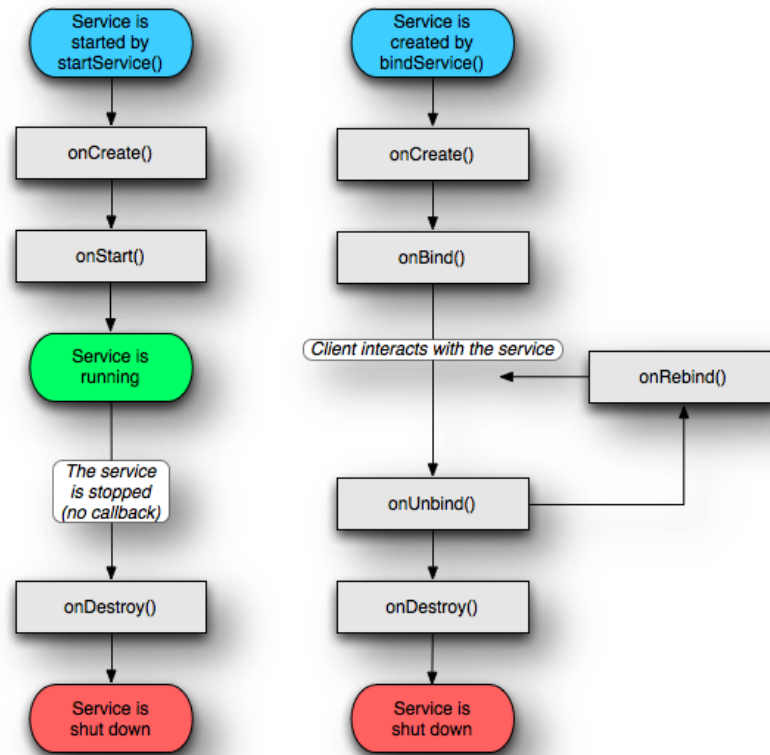 Service is
started by
startService()
onCreate()
onStart()
Service is
running
The service
is stopped
(no callback)
onDestroy()
Service is
shut down
Service is
created by
bindService()
onCreate()
onBind()
Client interacts with the service
onRebind()
onUnbind()
onDestroy()
Service is
shut down